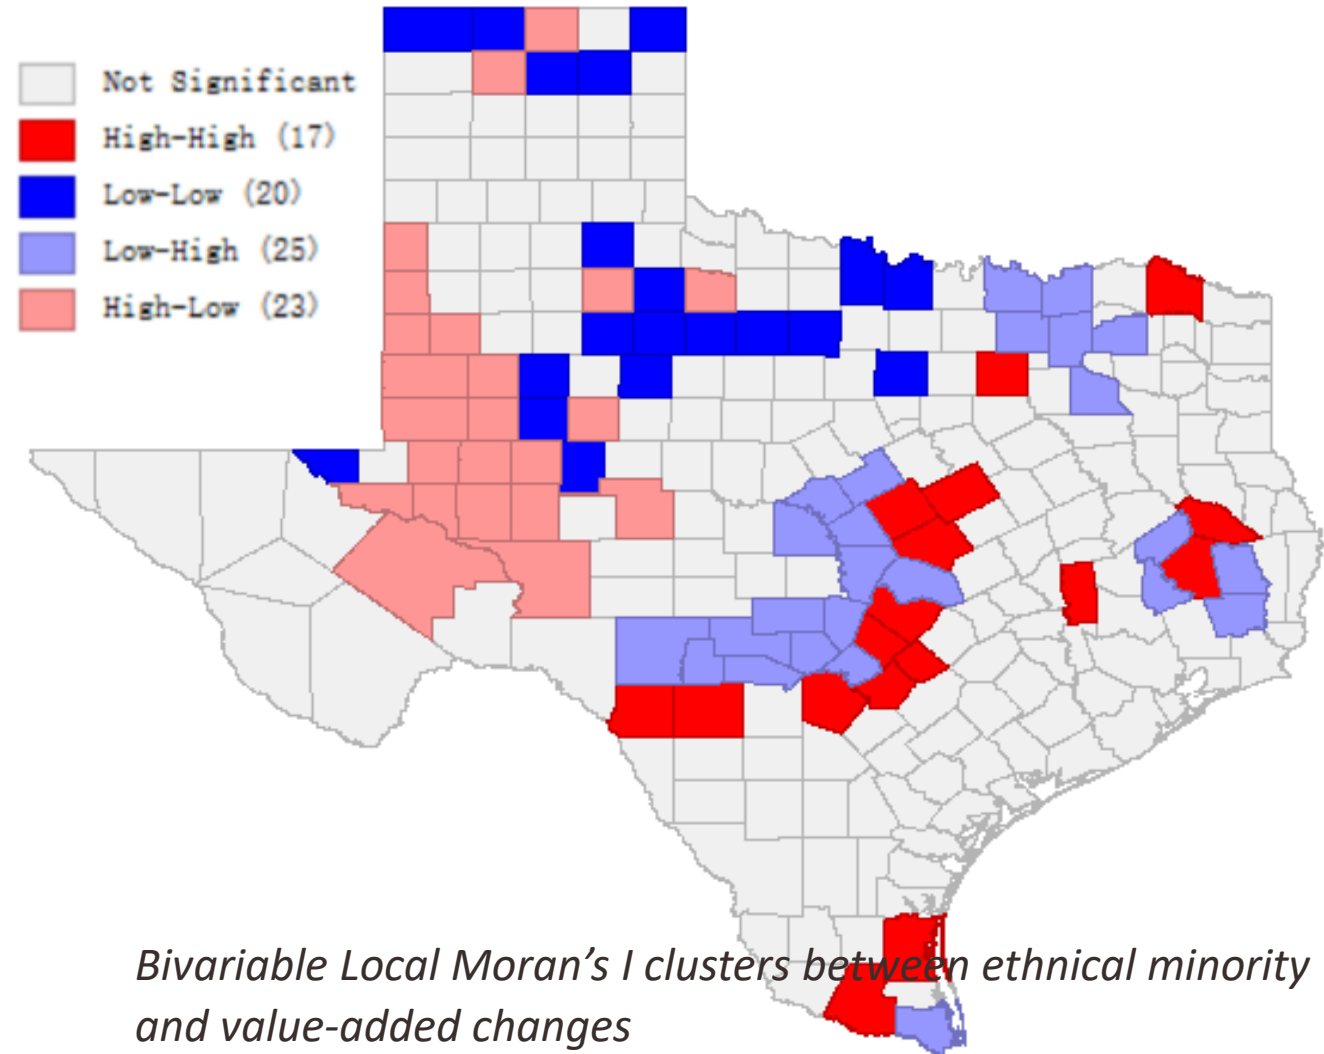 Not Significant
High-High (17)
Low-Low (20)
Low-High (25)
High-Low (23)
Bivariable Local Moran’s I clusters between ethnical minority
and value-added changes